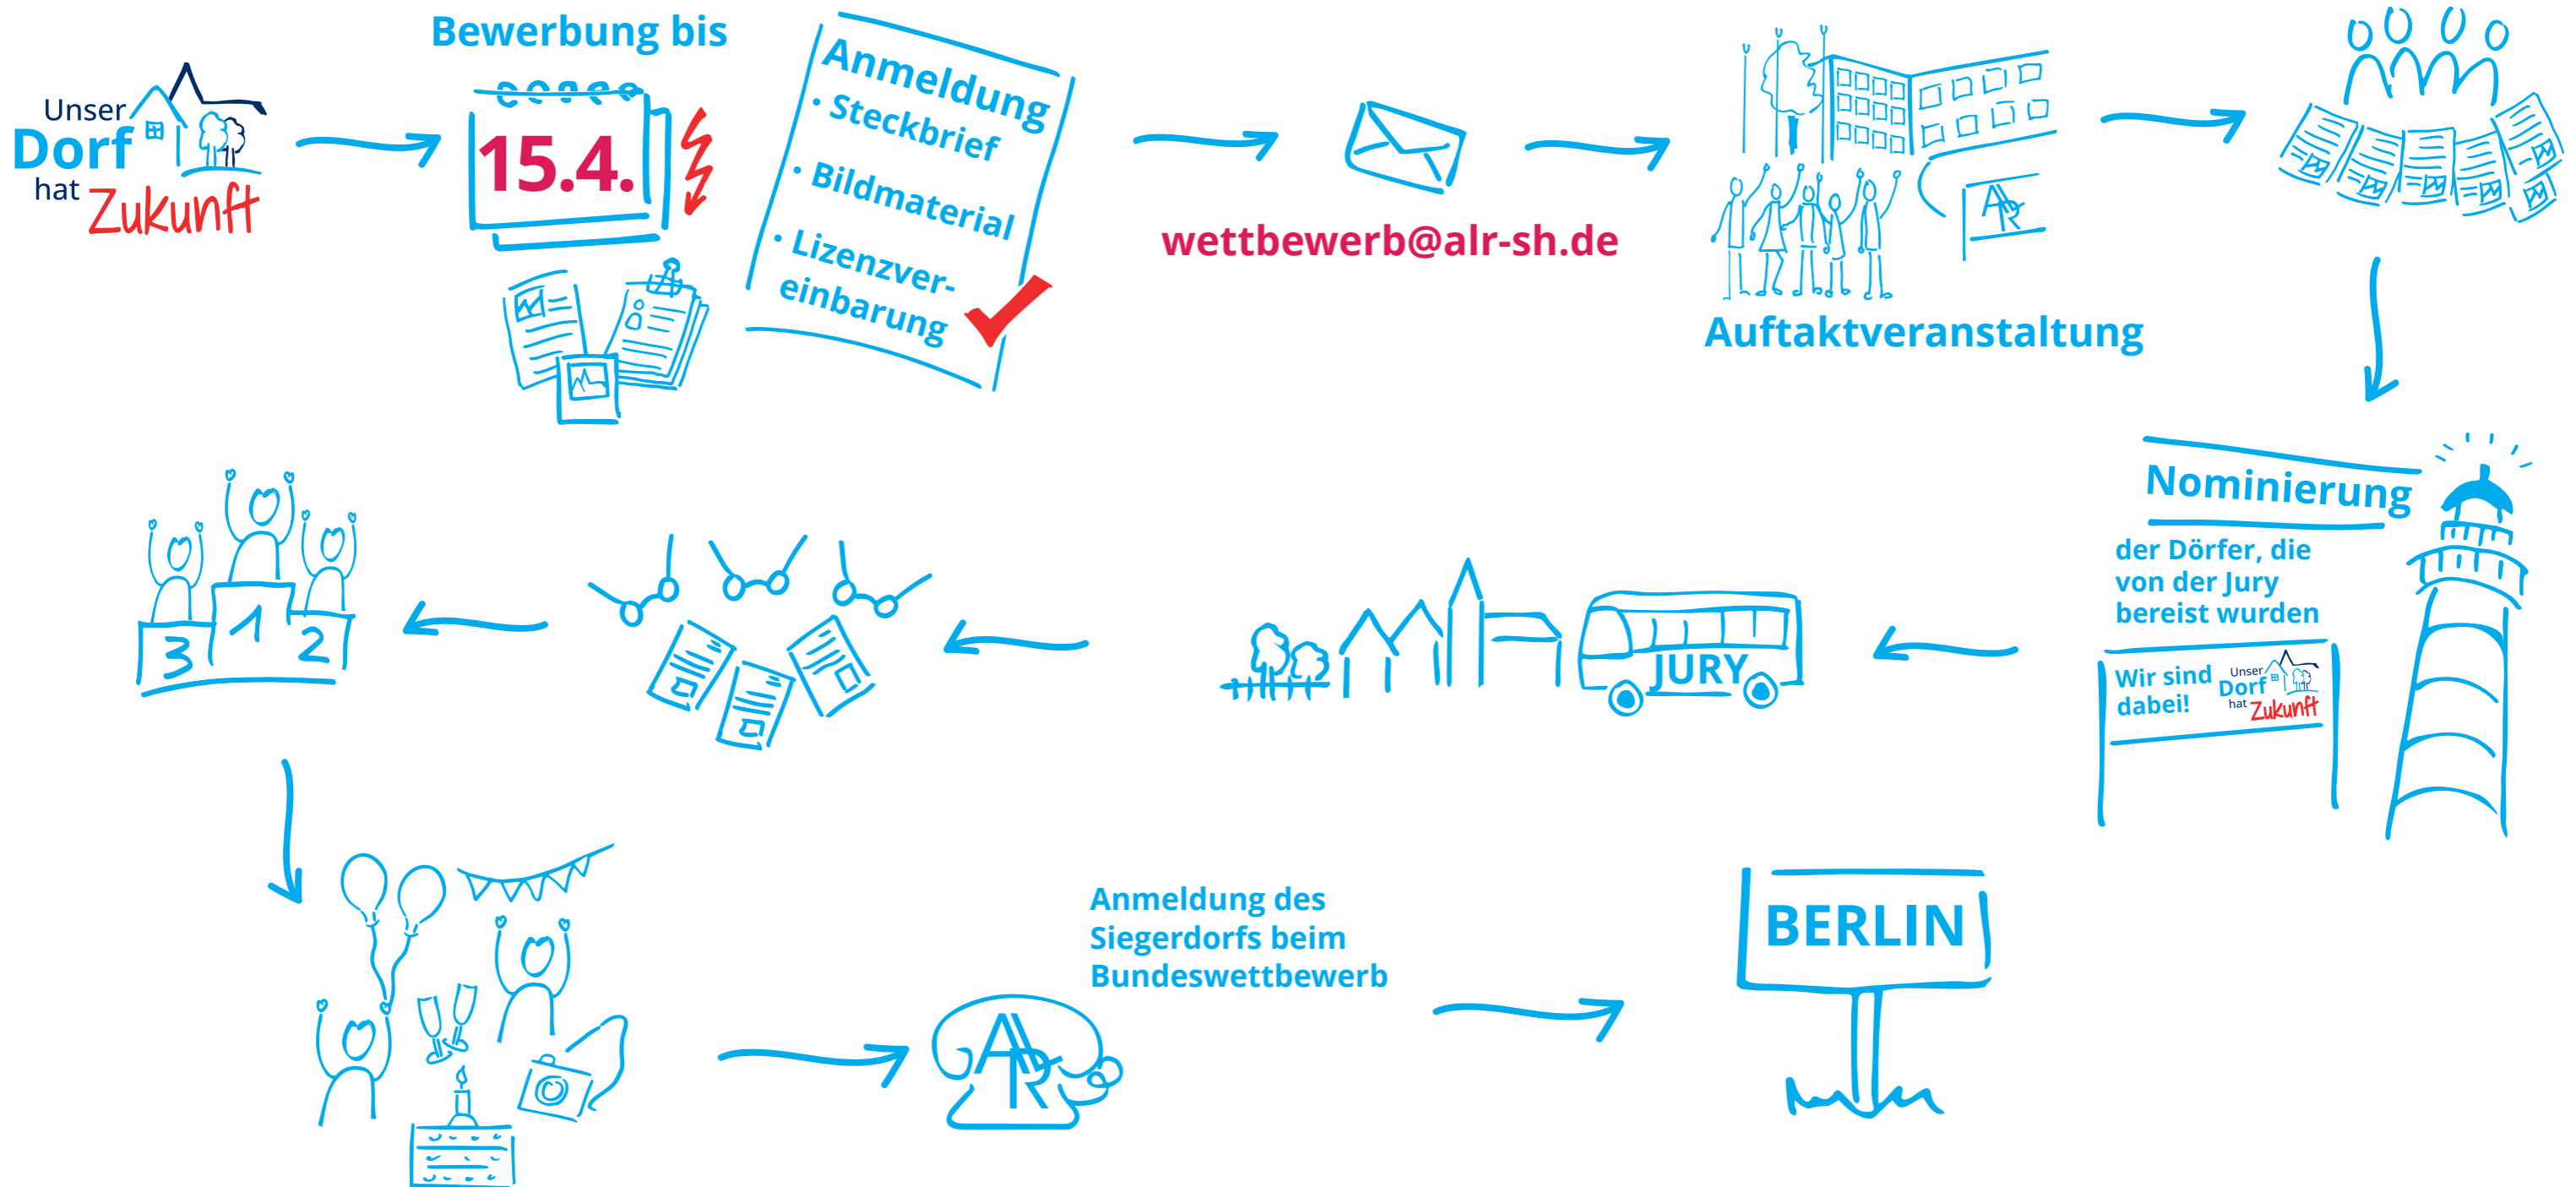 Unser
Dorf
hat
Zukunft
Bewerbung bis
15.4.
Anmeldung
• Steckbrief
• Bildmaterial
• Lizenzver-
einbarung
wettbewerb@alr-sh.de
ALR
Auftaktveranstaltung
Nominierung
der Dörfer, die
von der Jury
bereist wurden
Wir sind
dabei!
Unser
Dorf
hat
Zukunft
JURY
1
2
3
Anmeldung des
Siegerdorfs beim
Bundeswettbewerb
ALR
BERLIN